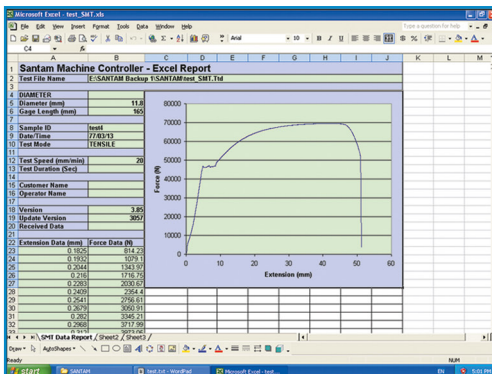 Microsoft Excel - test_SMT.xls
File Edit View Insert Format Tools Data Window Help
Type a question for help
Arial 10 B I U
C4 fx
A B C D E F G H I J K L M
1 Santam Machine Controller - Excel Report
2 Test File Name E:\SANTAM Backup 1\SANTAM\test_SMT.Ttd
3
4 DIAMETER
5 Diameter (mm) 11.8
6 Gage Length (mm) 165
7
8 Sample ID test4
9 Date/Time 77/03/13
10 Test Mode TENSILE
11
12 Test Speed (mm/min) 20
13 Test Duration (Sec)
14
15 Customer Name
16 Operator Name
17
18 Version 3.85
19 Update Version 3057
20 Received Data
21
22 Extension Data (mm) Force Data (N)
23 0.1825 814.23
24 0.1932 1079.1
25 0.2044 1343.97
26 0.216 1716.75
27 0.2283 2030.67
28 0.2409 2354.4
29 0.2541 2756.61
30 0.2679 3050.91
31 0.282 3345.21
32 0.2968 3717.99
80000
70000
60000
50000
40000
30000
20000
10000
0
Force (N)
0 10 20 30 40 50 60
Extension (mm)
SMT Data Report / Sheet2 / Sheet3
Draw AutoShapes
Ready NUM
start SANTAM test.txt - WordPad Microsoft Excel - test... EN 5:01 PM